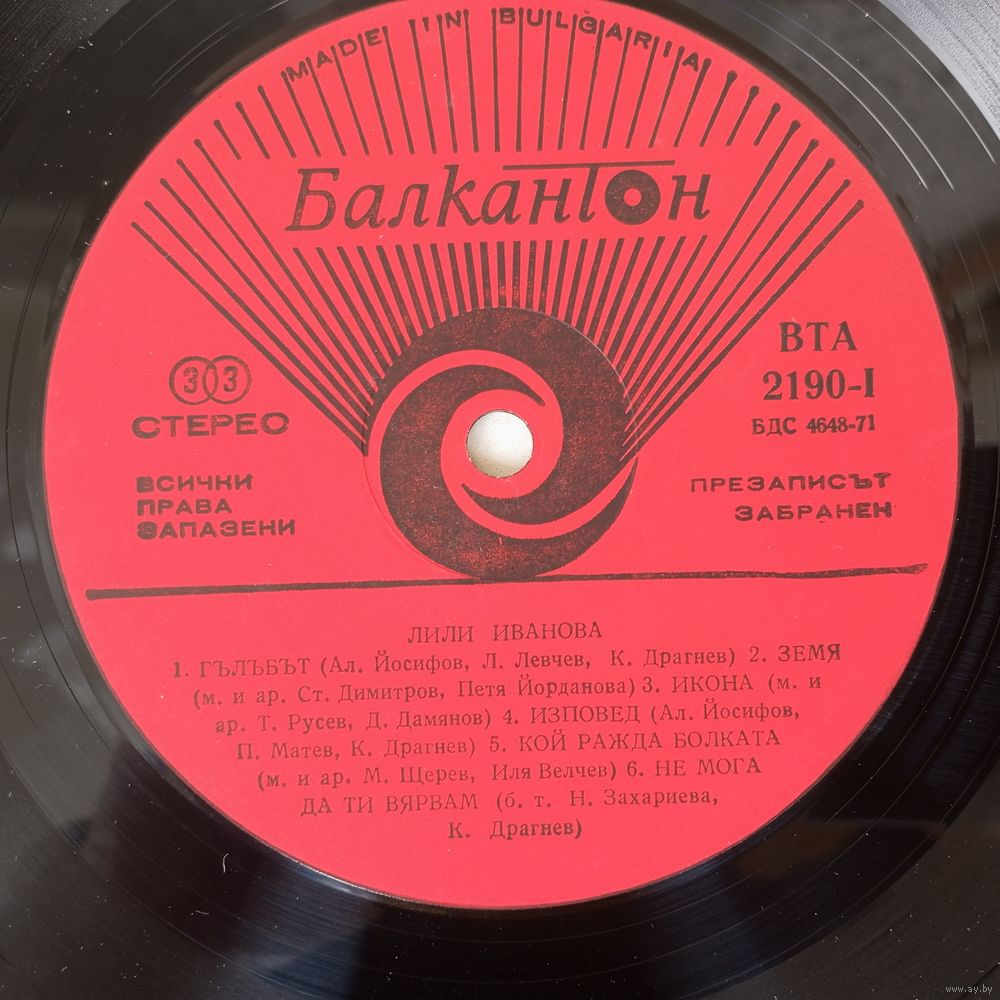 MADE IN BULGARIA
Балкантон
ВТА
2190-I
БДС 4648-71
33
СТЕРЕО
ВСИЧКИ
ПРАВА
ЗАПАЗЕНИ
ПРЕЗАПИСЪТ
ЗАБРАНЕН
ЛИЛИ ИВАНОВА
1. ГЪЛЪБЪТ (Ал. Йосифов, Л. Левчев, К. Драгнев) 2. ЗЕМЯ
(м. и ар. Ст. Димитров, Петя Йорданова) 3. ИКОНА (м. и
ар. Т. Русев, Д. Дамянов) 4. ИЗПОВЕД (Ал. Йосифов,
П. Матев, К. Драгнев) 5. КОЙ РАЖДА БОЛКАТА
(м. и ар. М. Щерев, Иля Велчев) 6. НЕ МОГА
ДА ТИ ВЯРВАМ (б. т. Н. Захариева,
К. Драгнев)
www.ay.by